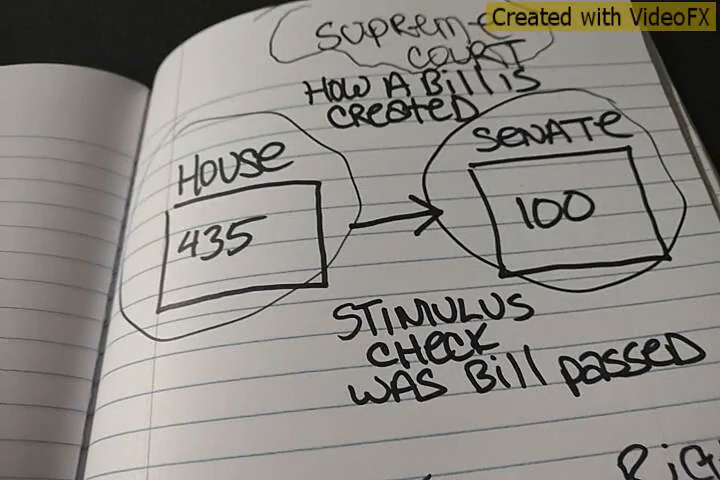 Created with VideoFX
SUPREME
COURT
HOW A Bill is
CREATED
HOUSE
435
SENATE
100
STIMULUS
CHECK
WAS Bill passed